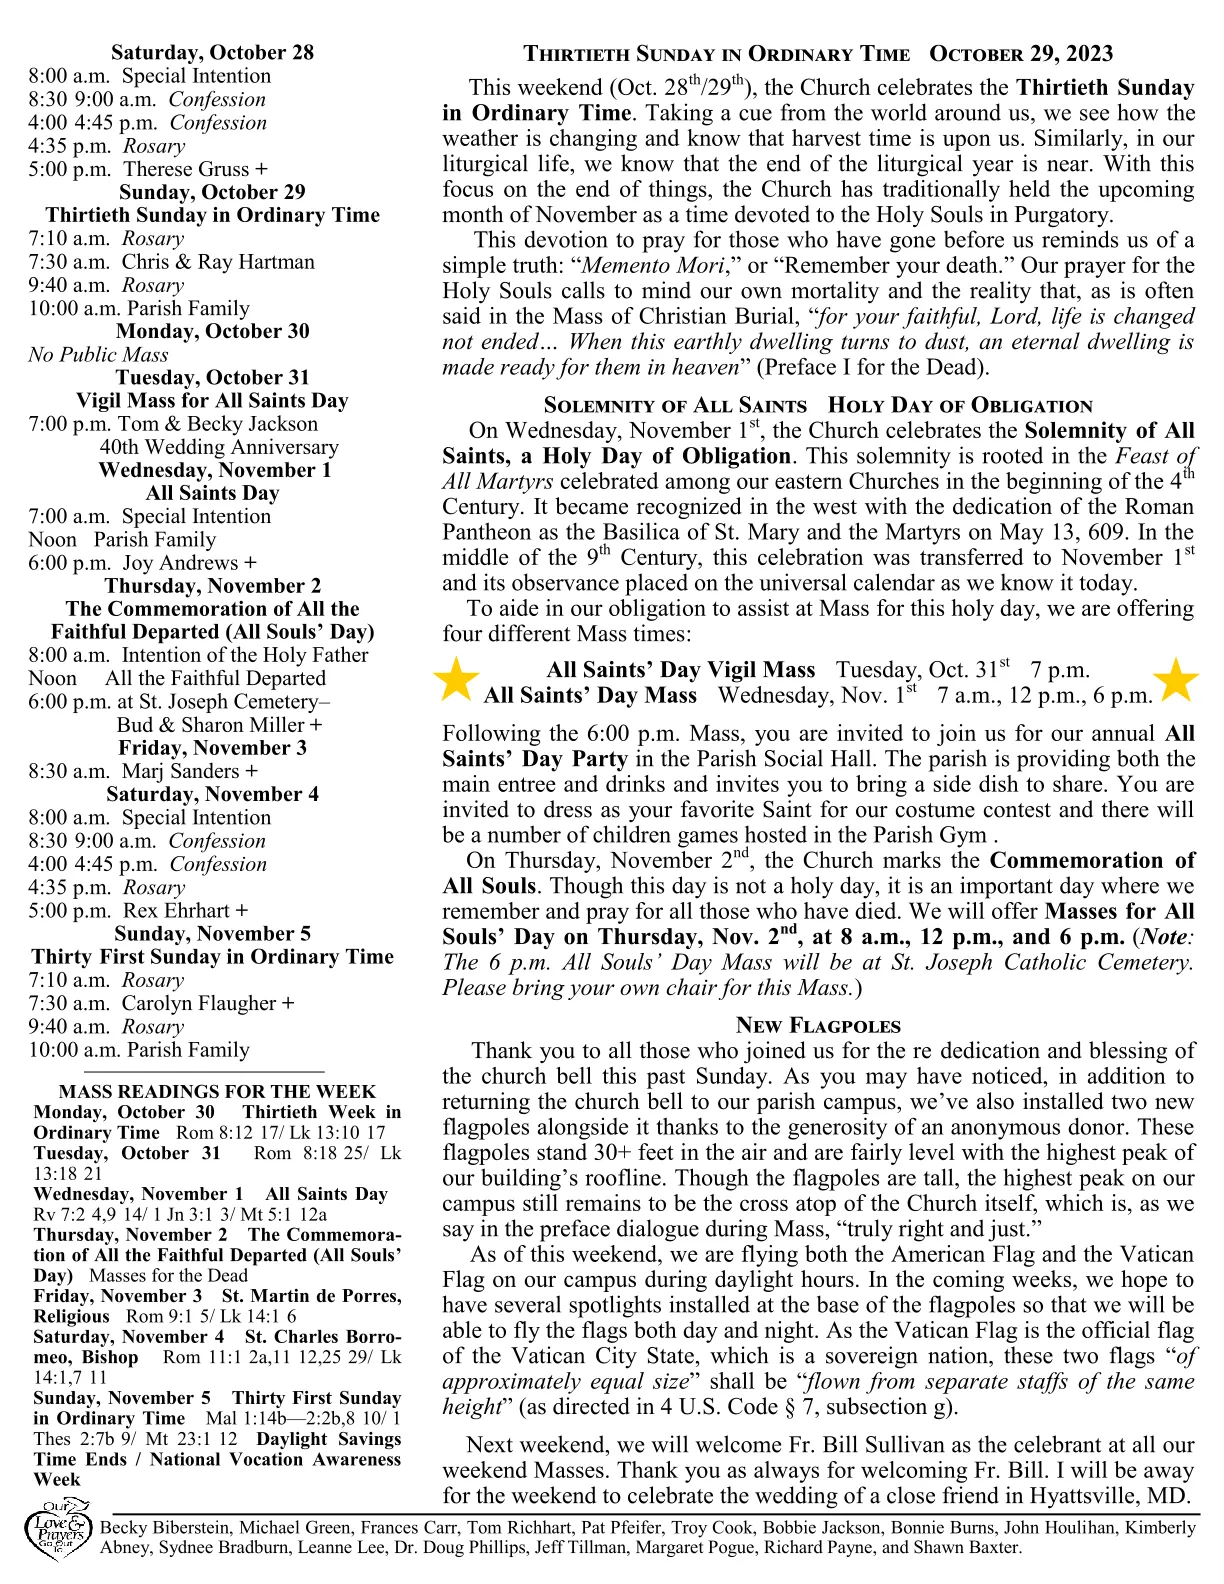 Saturday, October 28
8:00 a.m.  Special Intention
8:30 9:00 a.m.  Confession
4:00 4:45 p.m.  Confession
4:35 p.m.  Rosary
5:00 p.m.  Therese Gruss +
Sunday, October 29
Thirtieth Sunday in Ordinary Time
7:10 a.m.  Rosary
7:30 a.m.  Chris & Ray Hartman
9:40 a.m.  Rosary
10:00 a.m. Parish Family
Monday, October 30
No Public Mass
Tuesday, October 31
Vigil Mass for All Saints Day
7:00 p.m. Tom & Becky Jackson
40th Wedding Anniversary
Wednesday, November 1
All Saints Day
7:00 a.m.  Special Intention
Noon   Parish Family
6:00 p.m.  Joy Andrews +
Thursday, November 2
The Commemoration of All the
Faithful Departed (All Souls’ Day)
8:00 a.m.  Intention of the Holy Father
Noon     All the Faithful Departed
6:00 p.m. at St. Joseph Cemetery–
Bud & Sharon Miller +
Friday, November 3
8:30 a.m.  Marj Sanders +
Saturday, November 4
8:00 a.m.  Special Intention
8:30 9:00 a.m.  Confession
4:00 4:45 p.m.  Confession
4:35 p.m.  Rosary
5:00 p.m.  Rex Ehrhart +
Sunday, November 5
Thirty First Sunday in Ordinary Time
7:10 a.m.  Rosary
7:30 a.m.  Carolyn Flaugher +
9:40 a.m.  Rosary
10:00 a.m. Parish Family
MASS READINGS FOR THE WEEK
Monday, October 30   Thirtieth Week in
Ordinary Time   Rom 8:12 17/ Lk 13:10 17
Tuesday, October 31   Rom 8:18 25/ Lk
13:18 21
Wednesday, November 1   All Saints Day
Rv 7:2 4,9 14/ 1 Jn 3:1 3/ Mt 5:1 12a
Thursday, November 2   The Commemora-
tion of All the Faithful Departed (All Souls’
Day)   Masses for the Dead
Friday, November 3   St. Martin de Porres,
Religious   Rom 9:1 5/ Lk 14:1 6
Saturday, November 4   St. Charles Borro-
meo, Bishop   Rom 11:1 2a,11 12,25 29/ Lk
14:1,7 11
Sunday, November 5   Thirty First Sunday
in Ordinary Time   Mal 1:14b—2:2b,8 10/ 1
Thes 2:7b 9/ Mt 23:1 12   Daylight Savings
Time Ends / National Vocation Awareness
Week
THIRTIETH SUNDAY IN ORDINARY TIME   OCTOBER 29, 2023
This weekend (Oct. 28th/29th), the Church celebrates the Thirtieth Sunday
in Ordinary Time. Taking a cue from the world around us, we see how the
weather is changing and know that harvest time is upon us. Similarly, in our
liturgical life, we know that the end of the liturgical year is near. With this
focus on the end of things, the Church has traditionally held the upcoming
month of November as a time devoted to the Holy Souls in Purgatory.
This devotion to pray for those who have gone before us reminds us of a
simple truth: “Memento Mori,” or “Remember your death.” Our prayer for the
Holy Souls calls to mind our own mortality and the reality that, as is often
said in the Mass of Christian Burial, “for your faithful, Lord, life is changed
not ended… When this earthly dwelling turns to dust, an eternal dwelling is
made ready for them in heaven” (Preface I for the Dead).
SOLEMNITY OF ALL SAINTS   HOLY DAY OF OBLIGATION
On Wednesday, November 1st, the Church celebrates the Solemnity of All
Saints, a Holy Day of Obligation. This solemnity is rooted in the Feast of
All Martyrs celebrated among our eastern Churches in the beginning of the 4th
Century. It became recognized in the west with the dedication of the Roman
Pantheon as the Basilica of St. Mary and the Martyrs on May 13, 609. In the
middle of the 9th Century, this celebration was transferred to November 1st
and its observance placed on the universal calendar as we know it today.
To aide in our obligation to assist at Mass for this holy day, we are offering
four different Mass times:
All Saints’ Day Vigil Mass   Tuesday, Oct. 31st   7 p.m.
All Saints’ Day Mass   Wednesday, Nov. 1st   7 a.m., 12 p.m., 6 p.m.
Following the 6:00 p.m. Mass, you are invited to join us for our annual All
Saints’ Day Party in the Parish Social Hall. The parish is providing both the
main entree and drinks and invites you to bring a side dish to share. You are
invited to dress as your favorite Saint for our costume contest and there will
be a number of children games hosted in the Parish Gym .
On Thursday, November 2nd, the Church marks the Commemoration of
All Souls. Though this day is not a holy day, it is an important day where we
remember and pray for all those who have died. We will offer Masses for All
Souls’ Day on Thursday, Nov. 2nd, at 8 a.m., 12 p.m., and 6 p.m. (Note:
The 6 p.m. All Souls’ Day Mass will be at St. Joseph Catholic Cemetery.
Please bring your own chair for this Mass.)
NEW FLAGPOLES
Thank you to all those who joined us for the re dedication and blessing of
the church bell this past Sunday. As you may have noticed, in addition to
returning the church bell to our parish campus, we’ve also installed two new
flagpoles alongside it thanks to the generosity of an anonymous donor. These
flagpoles stand 30+ feet in the air and are fairly level with the highest peak of
our building’s roofline. Though the flagpoles are tall, the highest peak on our
campus still remains to be the cross atop of the Church itself, which is, as we
say in the preface dialogue during Mass, “truly right and just.”
As of this weekend, we are flying both the American Flag and the Vatican
Flag on our campus during daylight hours. In the coming weeks, we hope to
have several spotlights installed at the base of the flagpoles so that we will be
able to fly the flags both day and night. As the Vatican Flag is the official flag
of the Vatican City State, which is a sovereign nation, these two flags “of
approximately equal size” shall be “flown from separate staffs of the same
height” (as directed in 4 U.S. Code § 7, subsection g).
Next weekend, we will welcome Fr. Bill Sullivan as the celebrant at all our
weekend Masses. Thank you as always for welcoming Fr. Bill. I will be away
for the weekend to celebrate the wedding of a close friend in Hyattsville, MD.
Our
Love &
Prayers
Go Out
To
Becky Biberstein, Michael Green, Frances Carr, Tom Richhart, Pat Pfeifer, Troy Cook, Bobbie Jackson, Bonnie Burns, John Houlihan, Kimberly
Abney, Sydnee Bradburn, Leanne Lee, Dr. Doug Phillips, Jeff Tillman, Margaret Pogue, Richard Payne, and Shawn Baxter.